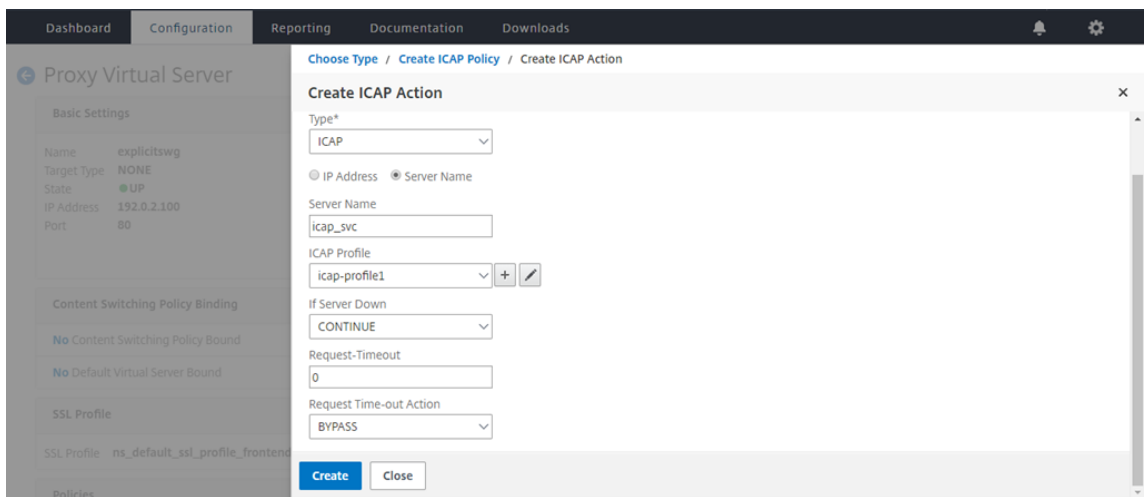 Dashboard Configuration Reporting Documentation Downloads
Choose Type / Create ICAP Policy / Create ICAP Action
Proxy Virtual Server
Create ICAP Action
Basic Settings
Name explicitswg
Target Type NONE
State UP
IP Address 192.0.2.100
Port 80
Content Switching Policy Binding
No Content Switching Policy Bound
No Default Virtual Server Bound
SSL Profile
SSL Profile ns_default_ssl_profile_frontend
Policies
Type*
ICAP
IP Address Server Name
Server Name
icap_svc
ICAP Profile
icap-profile1
+
If Server Down
CONTINUE
Request-Timeout
0
Request Time-out Action
BYPASS
Create Close